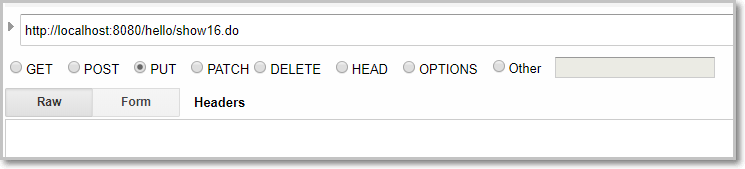 http://localhost:8080/hello/show16.do
GET POST PUT PATCH DELETE HEAD OPTIONS Other
Raw Form Headers